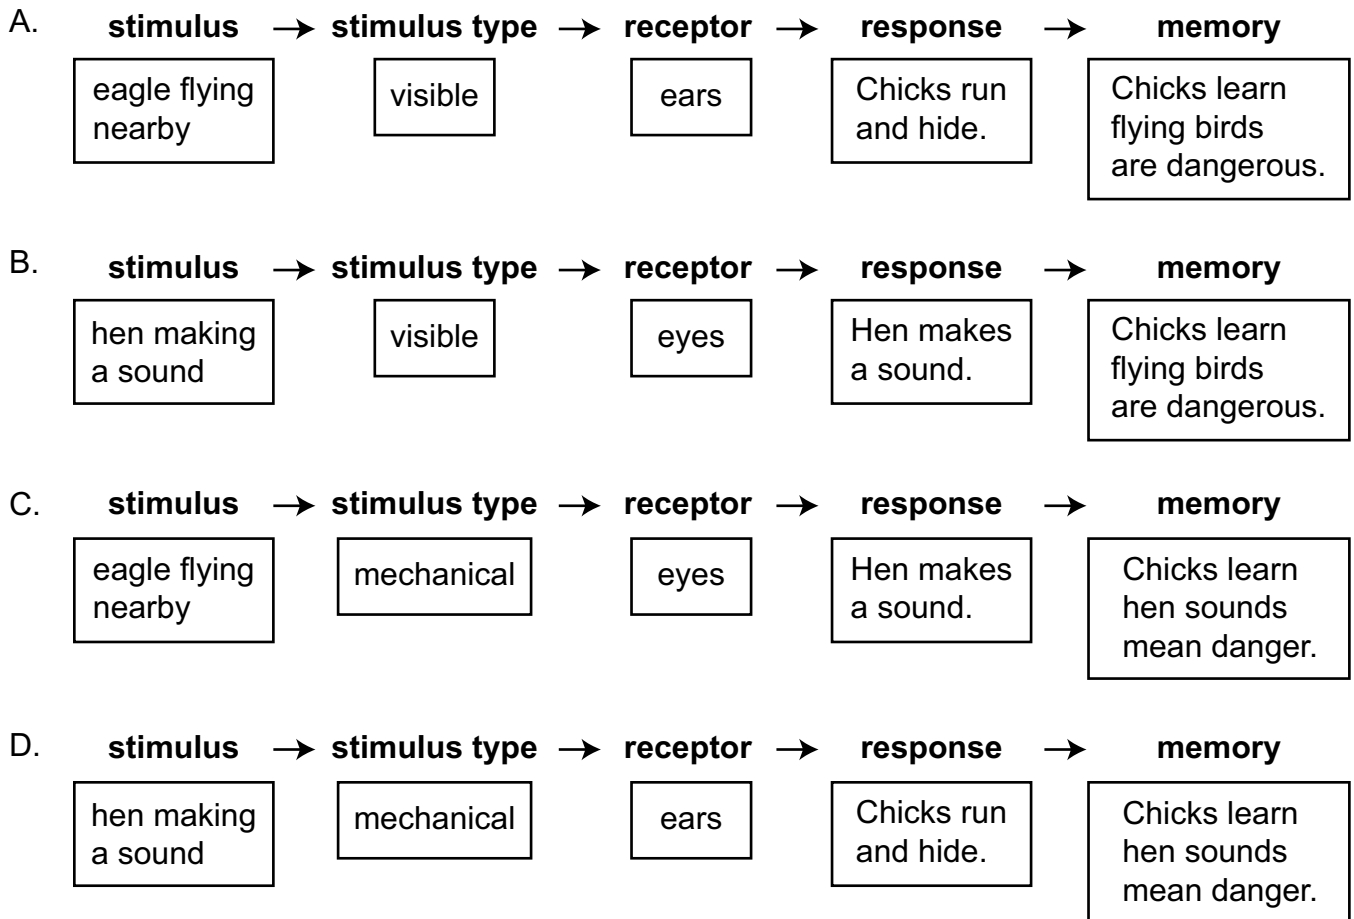 A. stimulus → stimulus type → receptor → response → memory
eagle flying
nearby
visible
ears
Chicks run
and hide.
Chicks learn
flying birds
are dangerous.
B. stimulus → stimulus type → receptor → response → memory
hen making
a sound
visible
eyes
Hen makes
a sound.
Chicks learn
flying birds
are dangerous.
C. stimulus → stimulus type → receptor → response → memory
eagle flying
nearby
mechanical
eyes
Hen makes
a sound.
Chicks learn
hen sounds
mean danger.
D. stimulus → stimulus type → receptor → response → memory
hen making
a sound
mechanical
ears
Chicks run
and hide.
Chicks learn
hen sounds
mean danger.